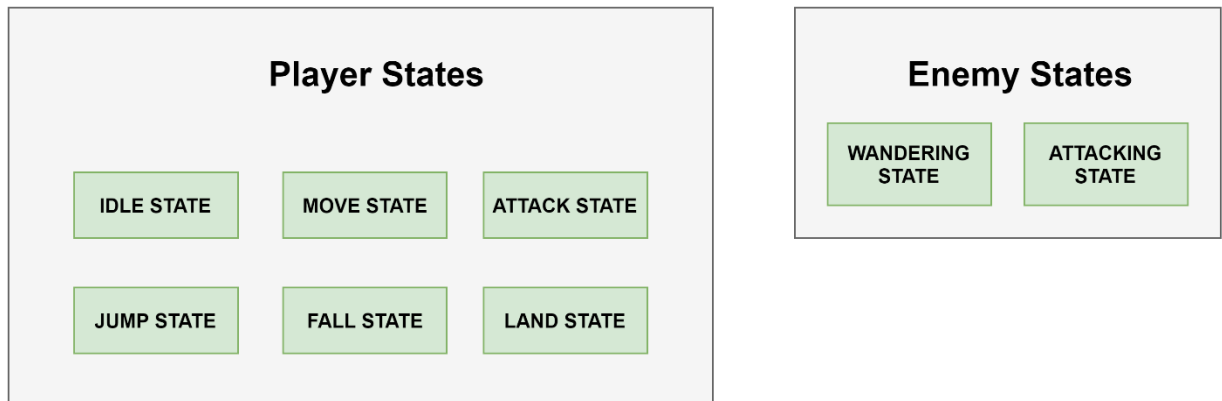 Player States
IDLE STATE
MOVE STATE
ATTACK STATE
JUMP STATE
FALL STATE
LAND STATE
Enemy States
WANDERING
STATE
ATTACKING
STATE